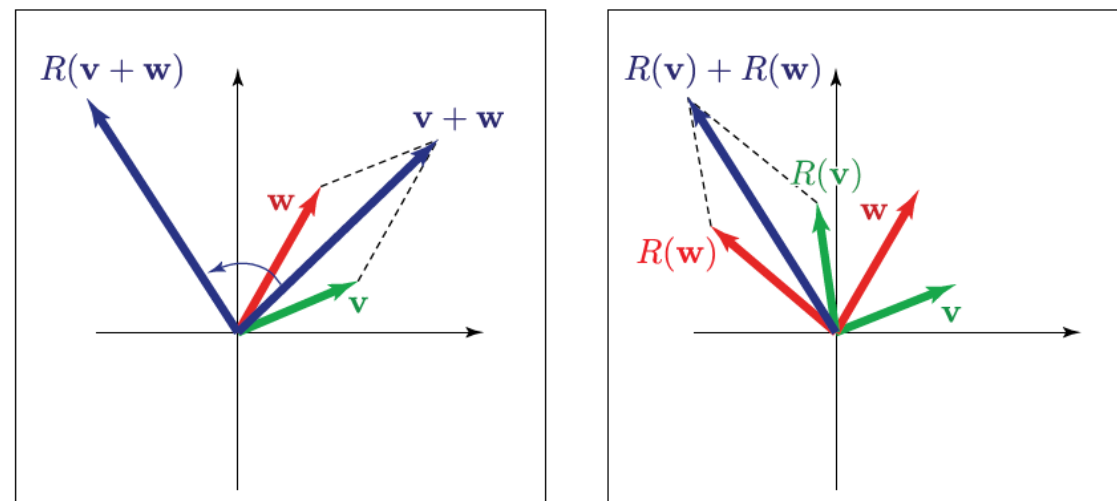 R(v + w)
v + w
w
v
R(v) + R(w)
R(v)
w
R(w)
v